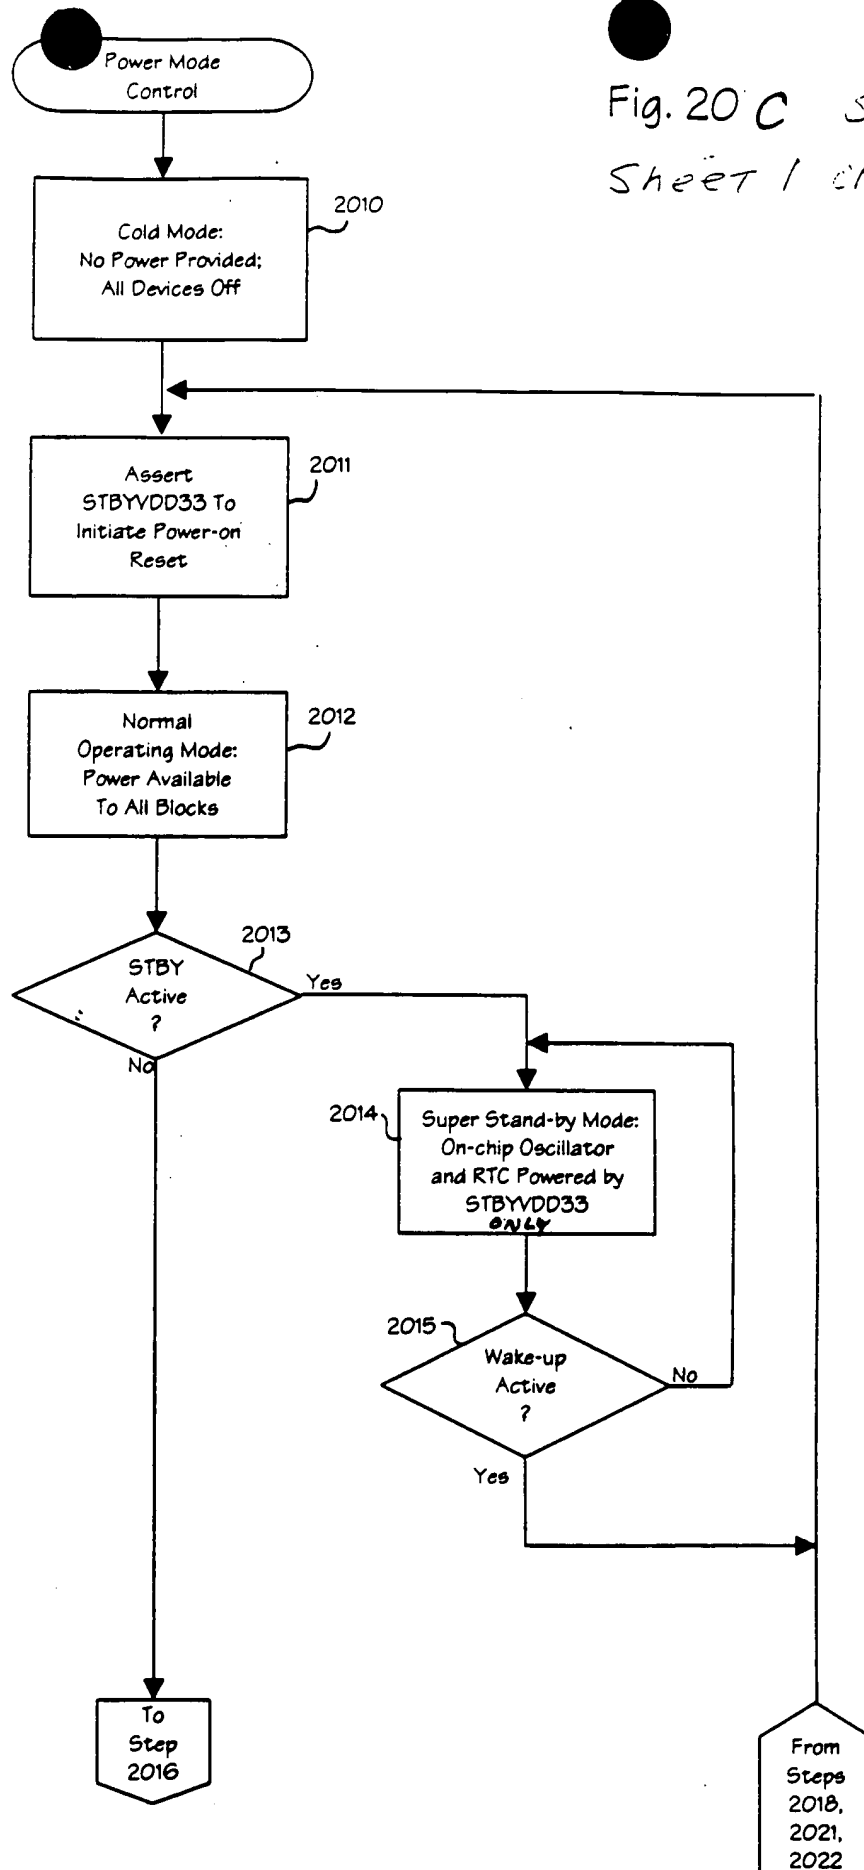 Power Mode
Control
Fig. 20 C
Sheet 1
2010
Cold Mode:
No Power Provided;
All Devices Off
2011
Assert
STBYVDD33 To
Initiate Power-on
Reset
2012
Normal
Operating Mode:
Power Available
To All Blocks
2013
STBY
Active
?
Yes
No
2014
Super Stand-by Mode:
On-chip Oscillator
and RTC Powered by
STBYVDD33
ONLY
2015
Wake-up
Active
?
No
Yes
To
Step
2016
From
Steps
2018,
2021,
2022